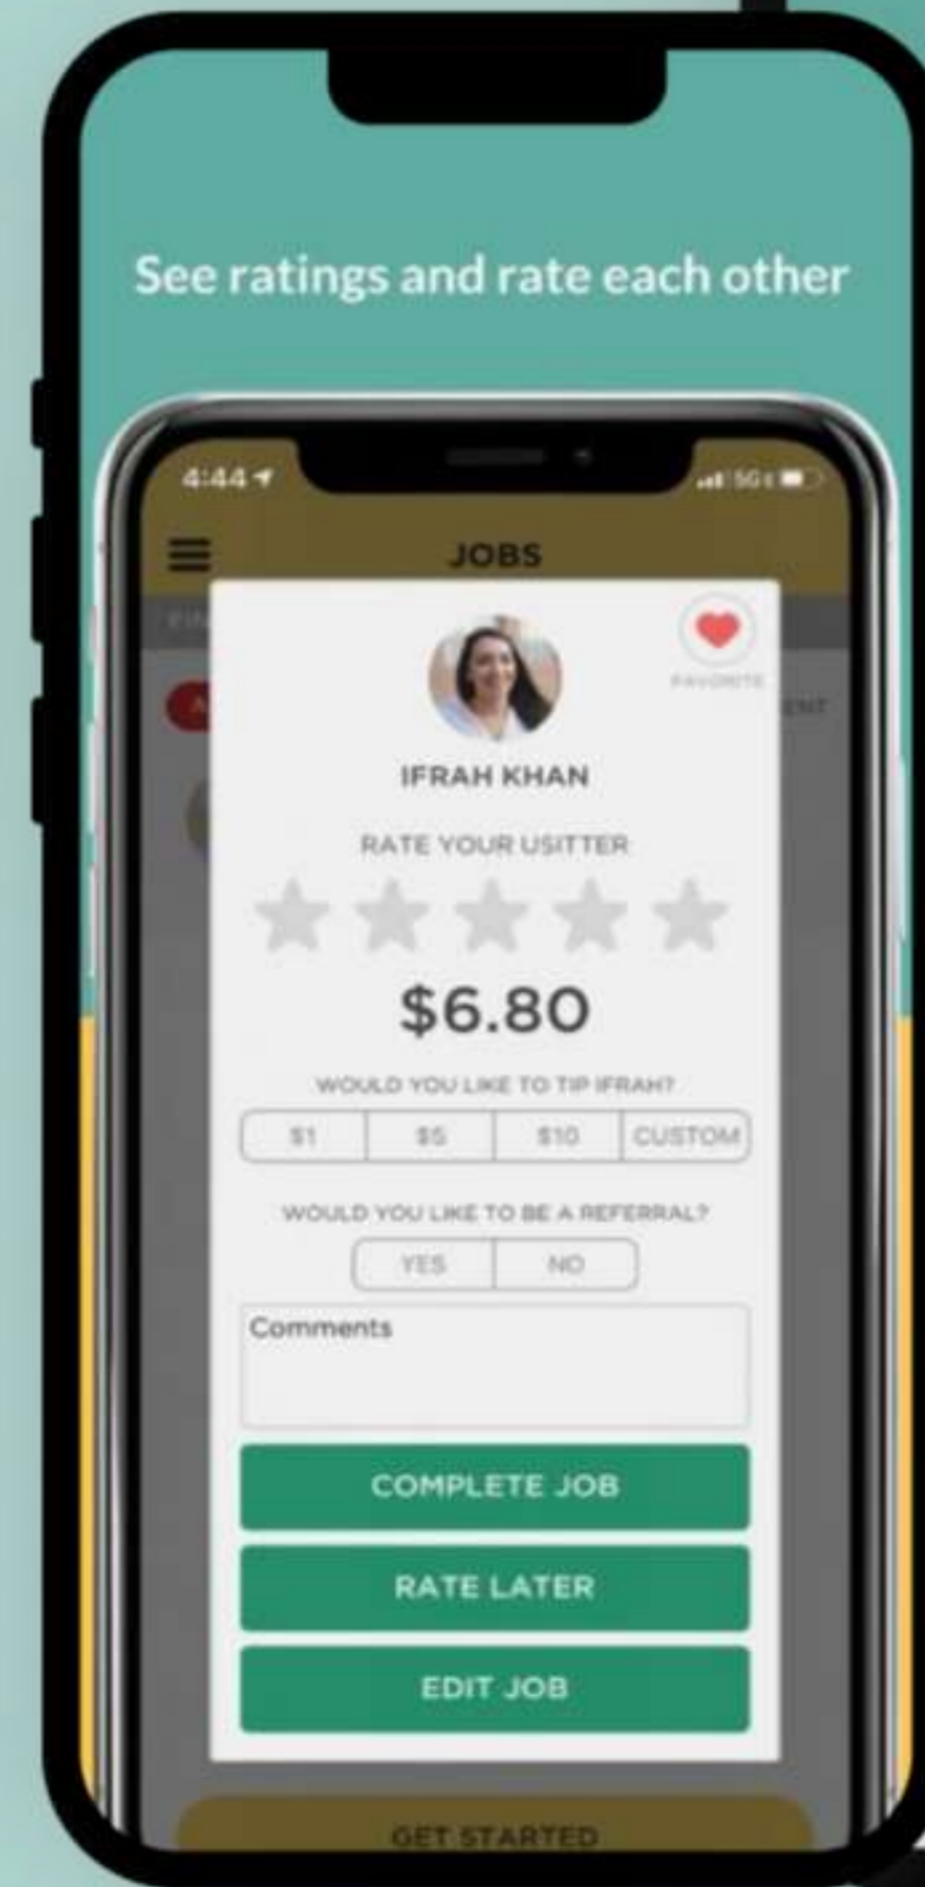 See ratings and rate each other
4:44
5G
JOBS
FAVORITE
IFRAH KHAN
RATE YOUR USITTER
$6.80
WOULD YOU LIKE TO TIP IFRAH?
$1 $5 $10 CUSTOM
WOULD YOU LIKE TO BE A REFERRAL?
YES NO
Comments
COMPLETE JOB
RATE LATER
EDIT JOB
GET STARTED